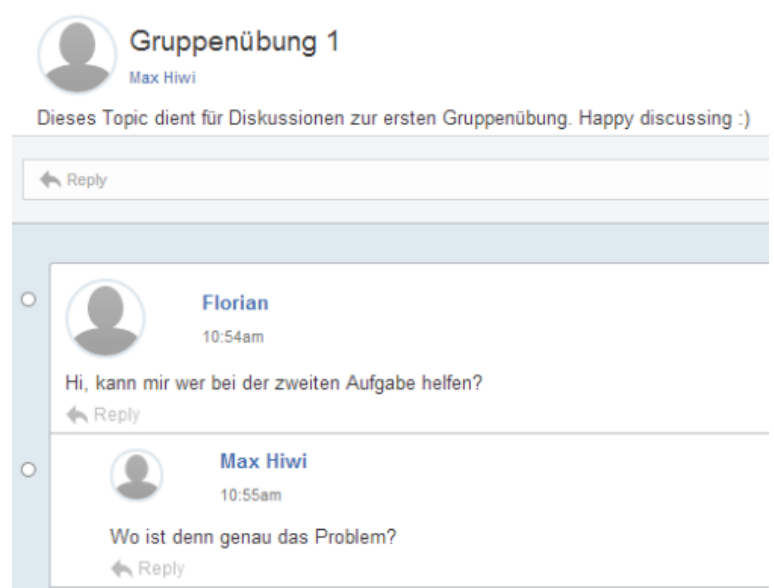 Gruppenübung 1
Max Hiwi
Dieses Topic dient für Diskussionen zur ersten Gruppenübung. Happy discussing :)
Reply
Florian
10:54am
Hi, kann mir wer bei der zweiten Aufgabe helfen?
Reply
Max Hiwi
10:55am
Wo ist denn genau das Problem?
Reply